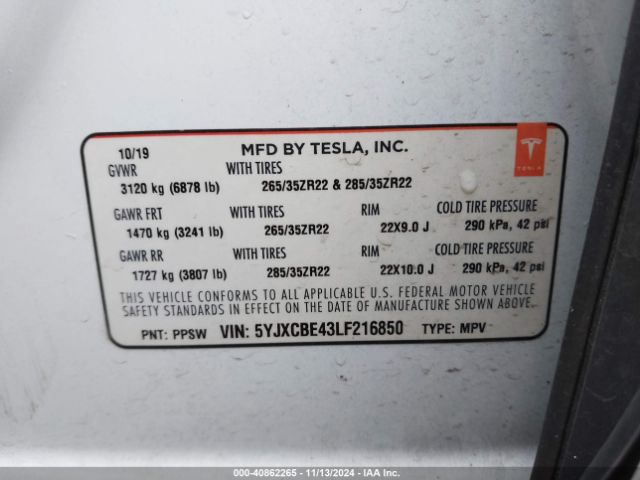 10/19 MFD BY TESLA, INC.
TESLA
GVWR WITH TIRES
3120 kg (6878 lb) 265/35ZR22 & 285/35ZR22
GAWR FRT WITH TIRES RIM COLD TIRE PRESSURE
1470 kg (3241 lb) 265/35ZR22 22X9.0 J 290 kPa, 42 psi
GAWR RR WITH TIRES RIM COLD TIRE PRESSURE
1727 kg (3807 lb) 285/35ZR22 22X10.0 J 290 kPa, 42 psi
THIS VEHICLE CONFORMS TO ALL APPLICABLE U.S. FEDERAL MOTOR VEHICLE
SAFETY STANDARDS IN EFFECT ON THE DATE OF MANUFACTURE SHOWN ABOVE.
PNT: PPSW VIN: 5YJXCBE43LF216850 TYPE: MPV
000-40862265 - 11/13/2024 - IAA Inc.